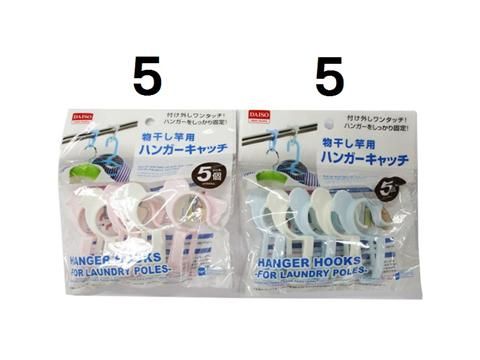 5
5
DAISO
付け外しワンタッチ!
ハンガーをしっかり固定!
物干し竿用
ハンガーキャッチ
5個
HANGER HOOKS
-FOR LAUNDRY POLES-
DAISO
付け外しワンタッチ!
ハンガーをしっかり固定!
物干し竿用
ハンガーキャッチ
5
HANGER HOOKS
-FOR LAUNDRY POLES-